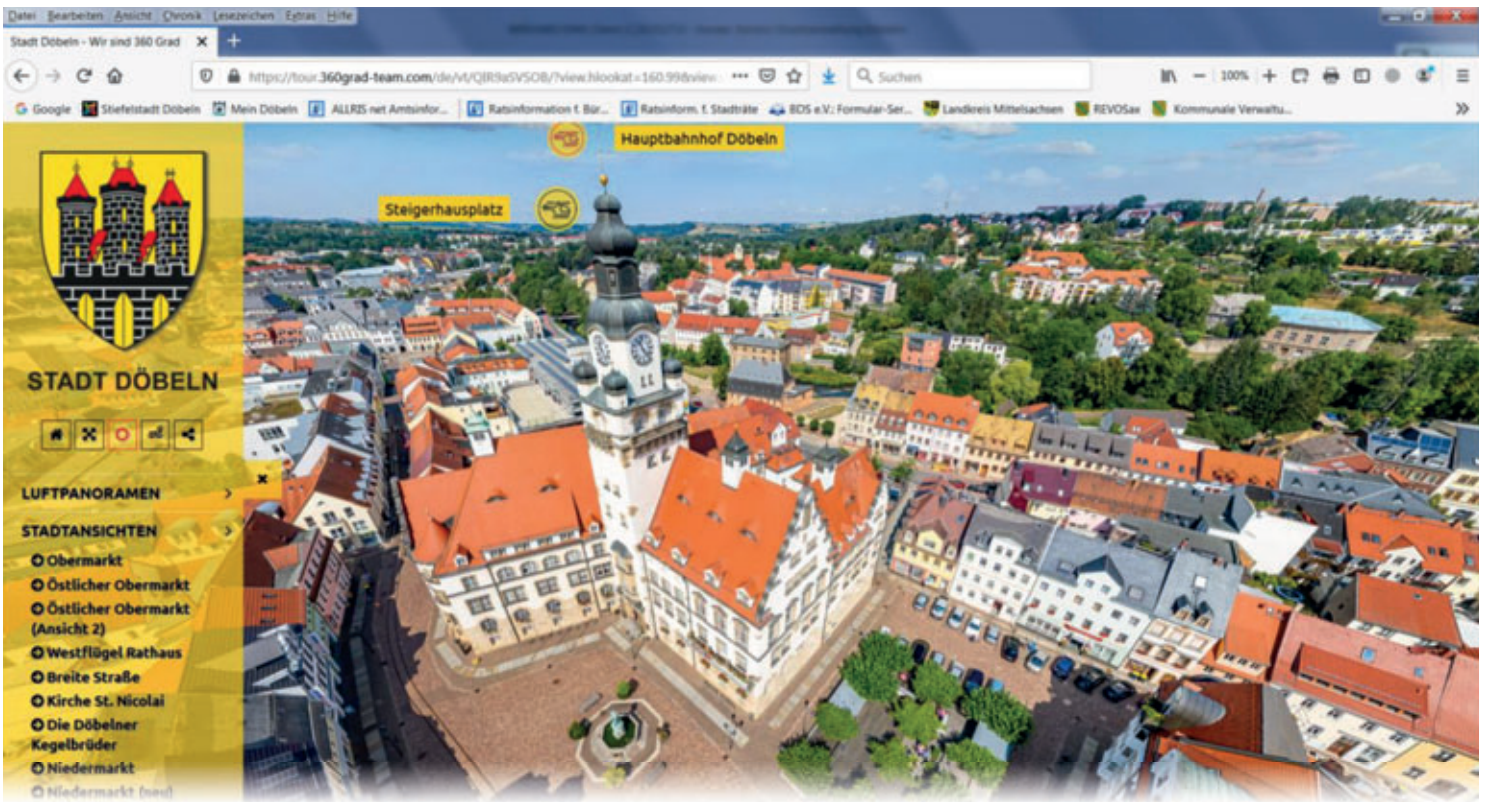 Datei Bearbeiten Ansicht Chronik Lesezeichen Extras Hilfe
Stadt Döbeln - Wir sind 360 Grad
https://tour.360grad-team.com/de/vt/QIR9aSVSOB/?view.hlookat=160.99&view
Suchen
100%
Google Stiefelstadt Döbeln Mein Döbeln ALLRIS net Amtsinfor... Ratsinformation f. Bür... Ratsinform. f. Stadträte BDS e.V.: Formular-Ser... Landkreis Mittelsachsen REVOSax Kommunale Verwaltu...
Hauptbahnhof Döbeln
Steigerhausplatz
STADT DÖBELN
LUFTPANORAMEN
STADTANSICHTEN
Obermarkt
Östlicher Obermarkt
Östlicher Obermarkt
(Ansicht 2)
Westflügel Rathaus
Breite Straße
Kirche St. Nicolai
Die Döbelner
Kegelbrüder
Niedermarkt
Niedermarkt (neu)